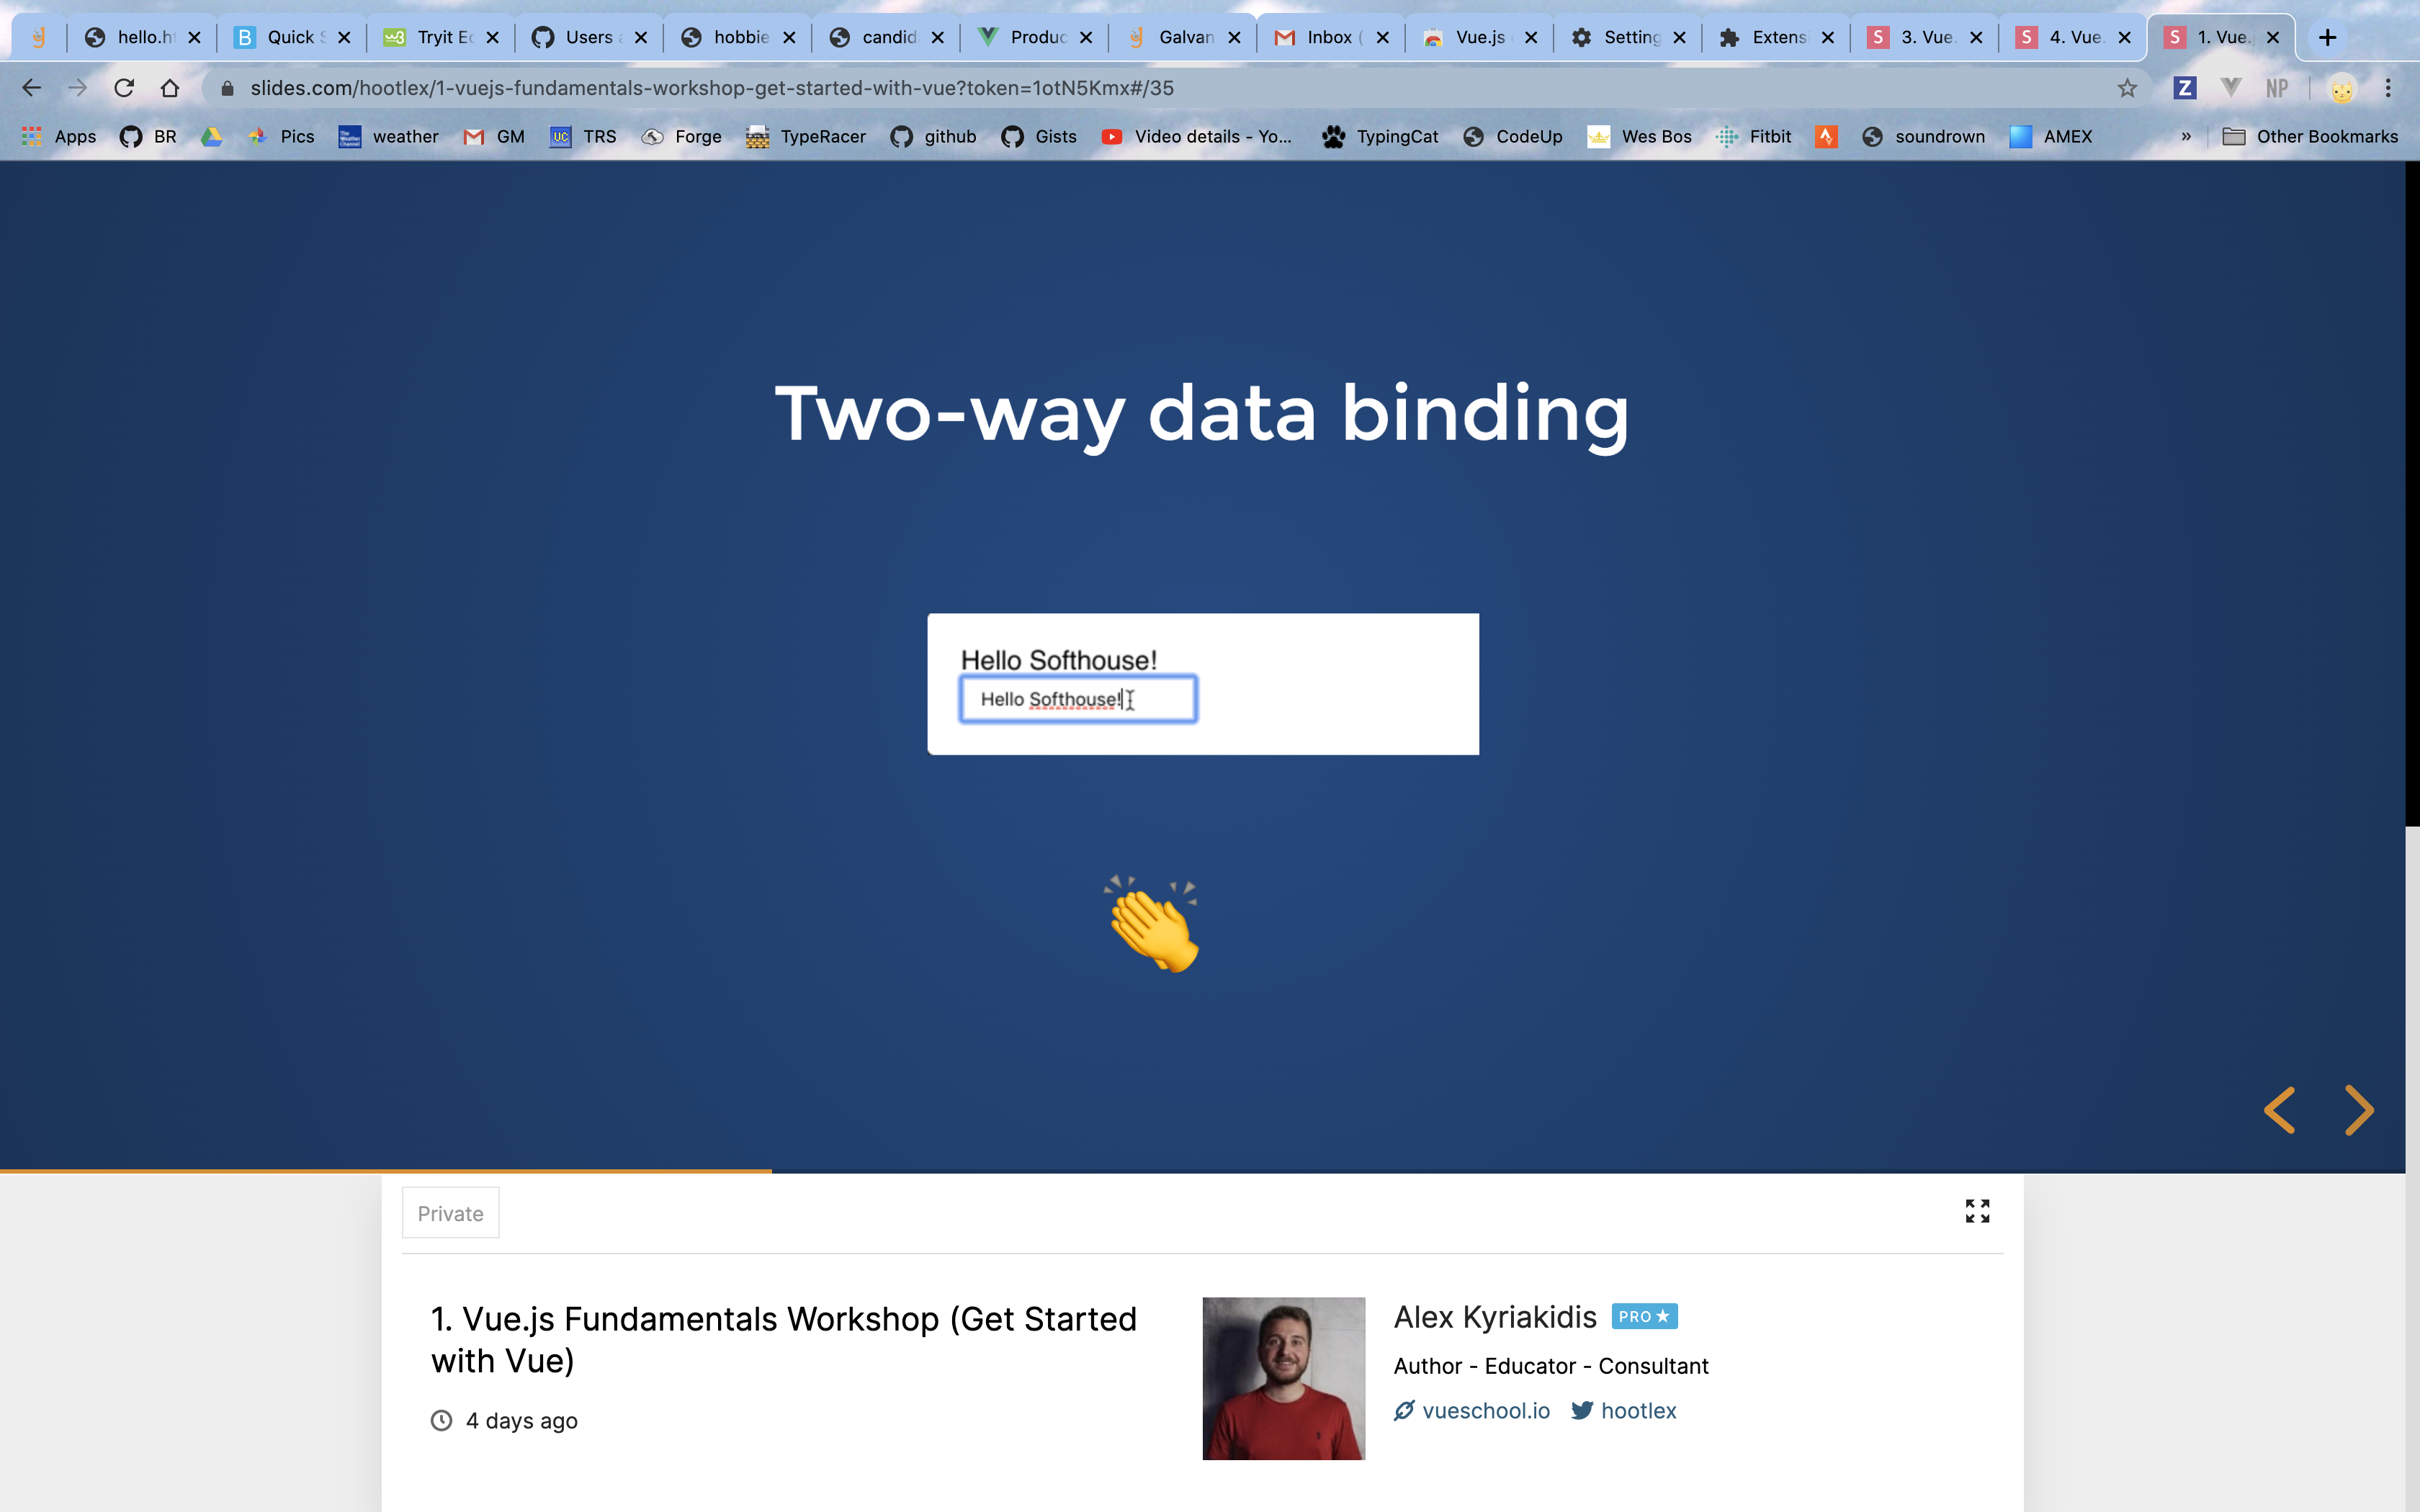 hello.h
Quick S
Tryit Ec
Users a
hobbie
candid
Produc
Galvan
Inbox (
Vue.js
Setting
Extens
3. Vue.
4. Vue.
1. Vue.
slides.com/hootlex/1-vuejs-fundamentals-workshop-get-started-with-vue?token=1otN5Kmx#/35
Z
NP
Apps
BR
Pics
weather
GM
UC
TRS
Forge
TypeRacer
github
Gists
Video details - Yo...
TypingCat
CodeUp
Wes Bos
Fitbit
soundrown
AMEX
»
Other Bookmarks
Two-way data binding
Hello Softhouse!
Hello Softhouse!
Private
1. Vue.js Fundamentals Workshop (Get Started
with Vue)
4 days ago
Alex Kyriakidis PRO
Author - Educator - Consultant
vueschool.io hootlex